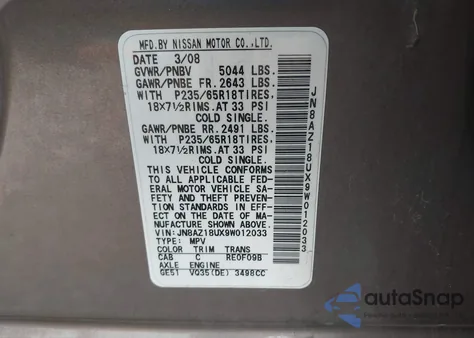 MFD.BY NISSAN MOTOR CO.,LTD.
DATE 3/08
GVWR/PNBV 5044 LBS.
GAWR/PNBE FR.2643 LBS.
WITH P235/65R18TIRES.
18X7½RIMS.AT 33 PSI
COLD SINGLE.
GAWR/PNBE RR.2491 LBS.
WITH P235/65R18TIRES.
18X7½RIMS.AT 33 PSI
COLD SINGLE.
THIS VEHICLE CONFORMS
TO ALL APPLICABLE FED-
ERAL MOTOR VEHICLE SA-
FETY AND THEFT PREVENT-
ION STANDARDS IN EFF-
ECT ON THE DATE OF MA-
NUFACTURE SHOWN ABOVE.
VIN:JN8AZ18UX9W012033
TYPE: MPV
COLOR TRIM TRANS
CAB C RE0F09B
AXLE ENGINE
GE51 VQ35(DE) 3498CC
JN8AZ18UX9W012033
autoSnap